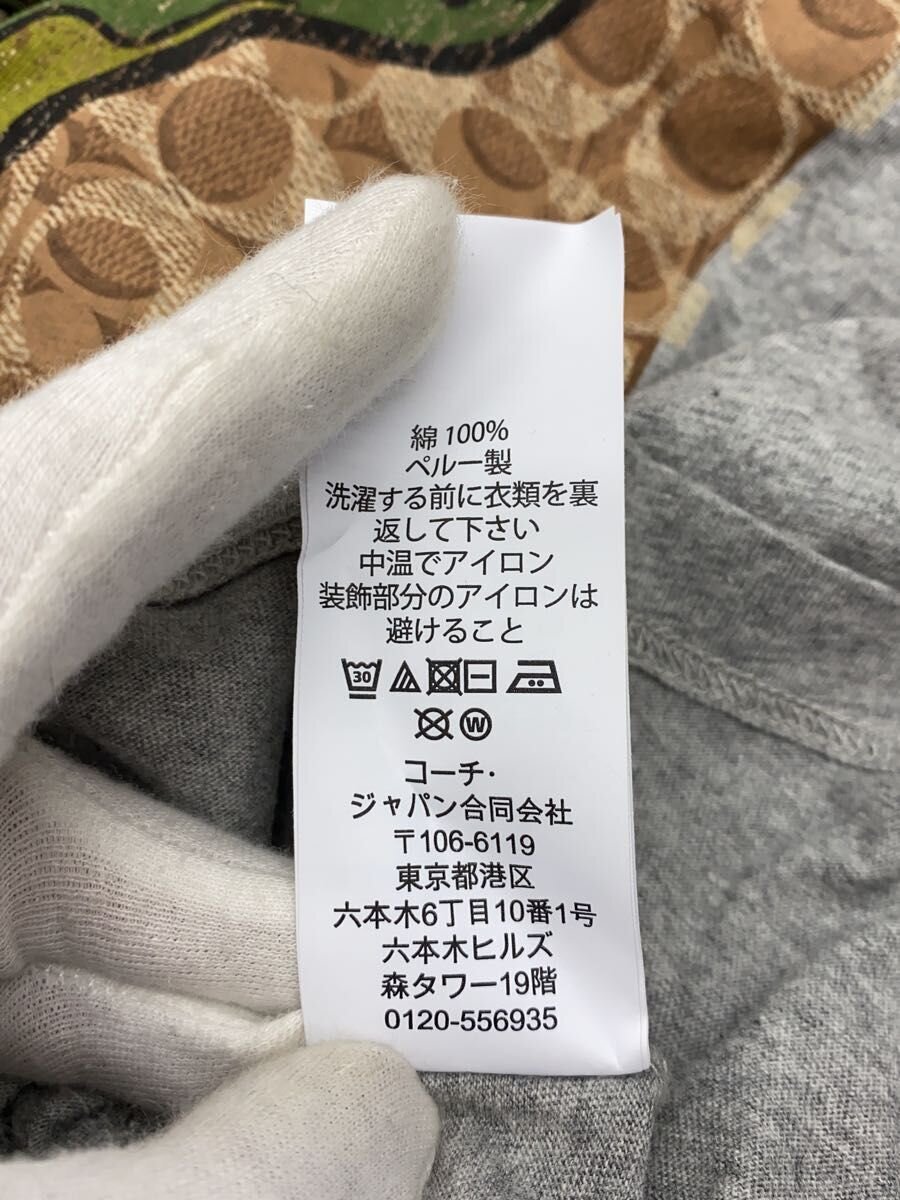 綿 100%
ペルー製
洗濯する前に衣類を裏
返して下さい
中温でアイロン
装飾部分のアイロンは
避けること
30
W
コーチ・
ジャパン合同会社
〒106-6119
東京都港区
六本木6丁目10番1号
六本木ヒルズ
森タワー19階
0120-556935